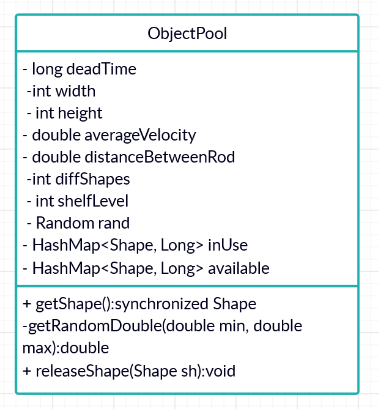 ObjectPool
- long deadTime
-int width
- int height
- double averageVelocity
- double distanceBetweenRod
-int diffShapes
- int shelfLevel
- Random rand
- HashMap<Shape, Long> inUse
- HashMap<Shape, Long> available
+ getShape():synchronized Shape
-getRandomDouble(double min, double
max):double
+ releaseShape(Shape sh):void